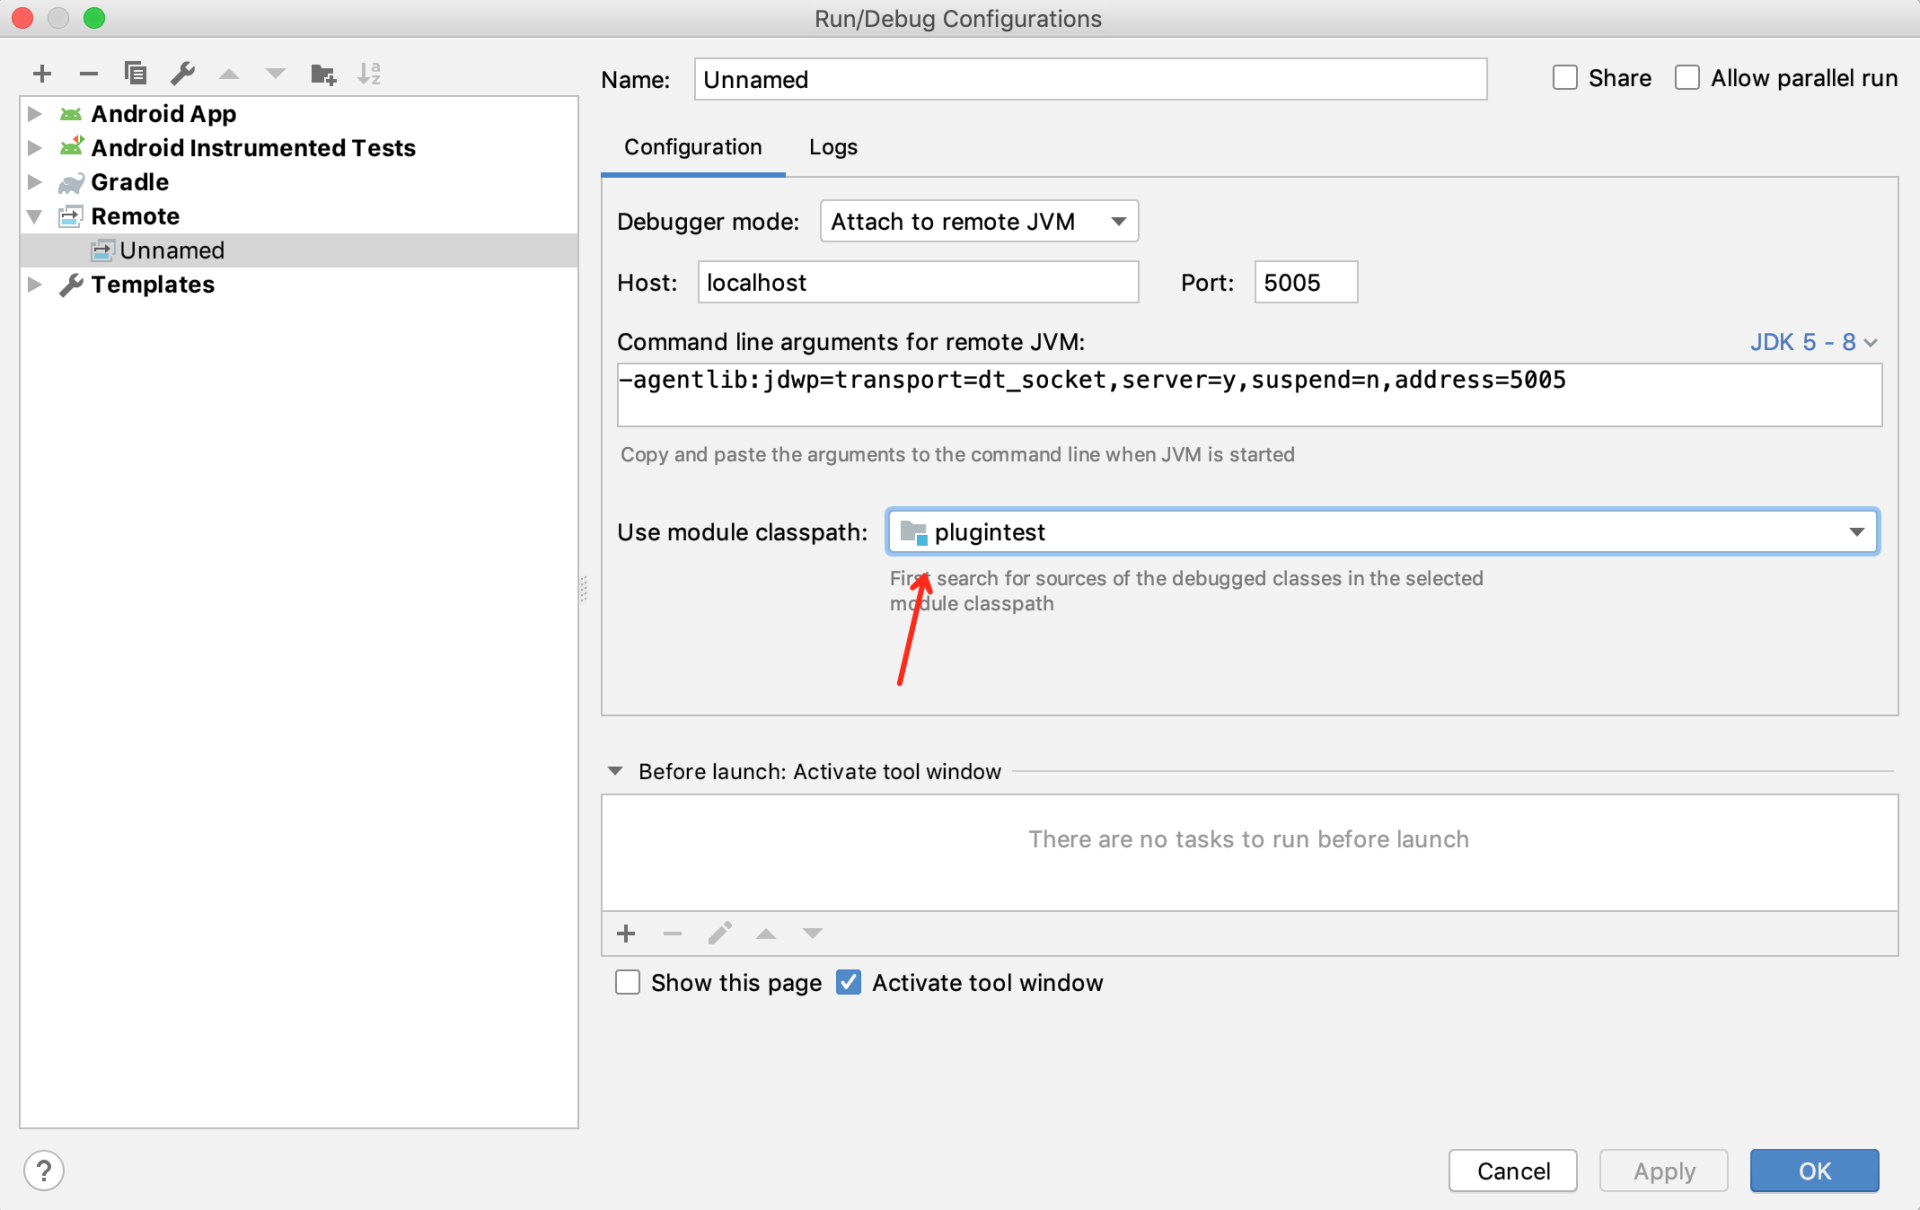 Run/Debug Configurations
Name: Unnamed Share Allow parallel run
Android App
Android Instrumented Tests
Gradle
Remote
Unnamed
Templates
Configuration Logs
Debugger mode: Attach to remote JVM
Host: localhost Port: 5005
Command line arguments for remote JVM: JDK 5 - 8
-agentlib:jdwp=transport=dt_socket,server=y,suspend=n,address=5005
Copy and paste the arguments to the command line when JVM is started
Use module classpath: plugintest
First search for sources of the debugged classes in the selected
module classpath
Before launch: Activate tool window
There are no tasks to run before launch
Show this page Activate tool window
? Cancel Apply OK